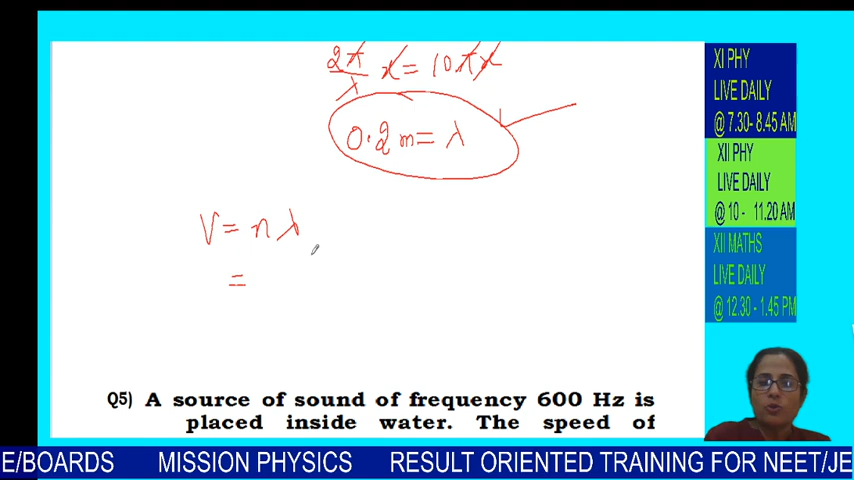 2π/λ x = 10πx
0.2m = λ
V = nλ
=
Q5) A source of sound of frequency 600 Hz is
placed inside water. The speed of
XI PHY
LIVE DAILY
@ 7.30- 8.45 AM
XII PHY
LIVE DAILY
@ 10 - 11.20 AM
XII MATHS
LIVE DAILY
@ 12.30 - 1.45 PM
E/BOARDS MISSION PHYSICS RESULT ORIENTED TRAINING FOR NEET/JE